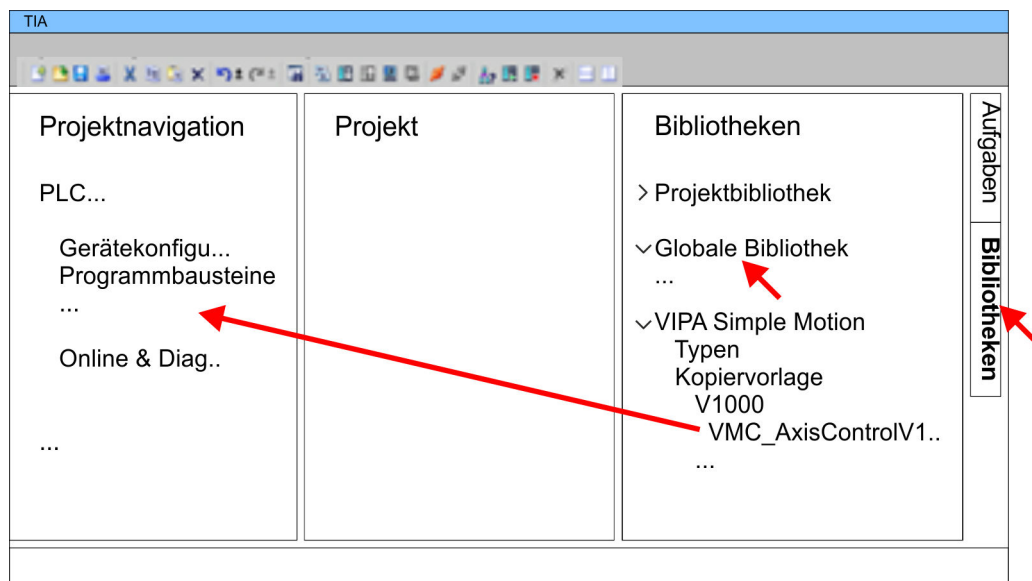 TIA
Projektnavigation
PLC...
Gerätekonfigu...
Programmbausteine
...
Online & Diag..
...
Projekt
Bibliotheken
Projektbibliothek
Globale Bibliothek
...
VIPA Simple Motion
Typen
Kopiervorlage
V1000
VMC_AxisControlV1..
...
Aufgaben
Bibliotheken